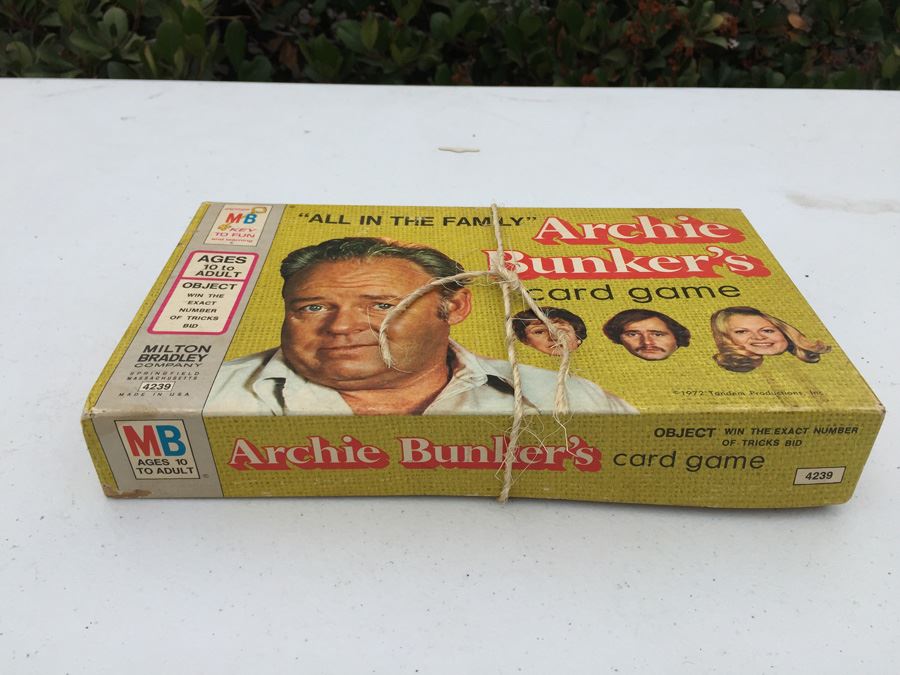 MB
A KEY
TO FUN
and learning
AGES
10 to
ADULT
OBJECT
WIN THE
EXACT
NUMBER
OF TRICKS
BID
MILTON
BRADLEY
COMPANY
SPRINGFIELD
MASSACHUSETTS
4239
MADE IN USA
"ALL IN THE FAMILY"
Archie
Bunker's
card game
©1972 Tandem Productions, Inc.
MB
AGES 10
TO ADULT
©
Archie Bunker's card game
OBJECT WIN THE EXACT NUMBER
OF TRICKS BID
4239